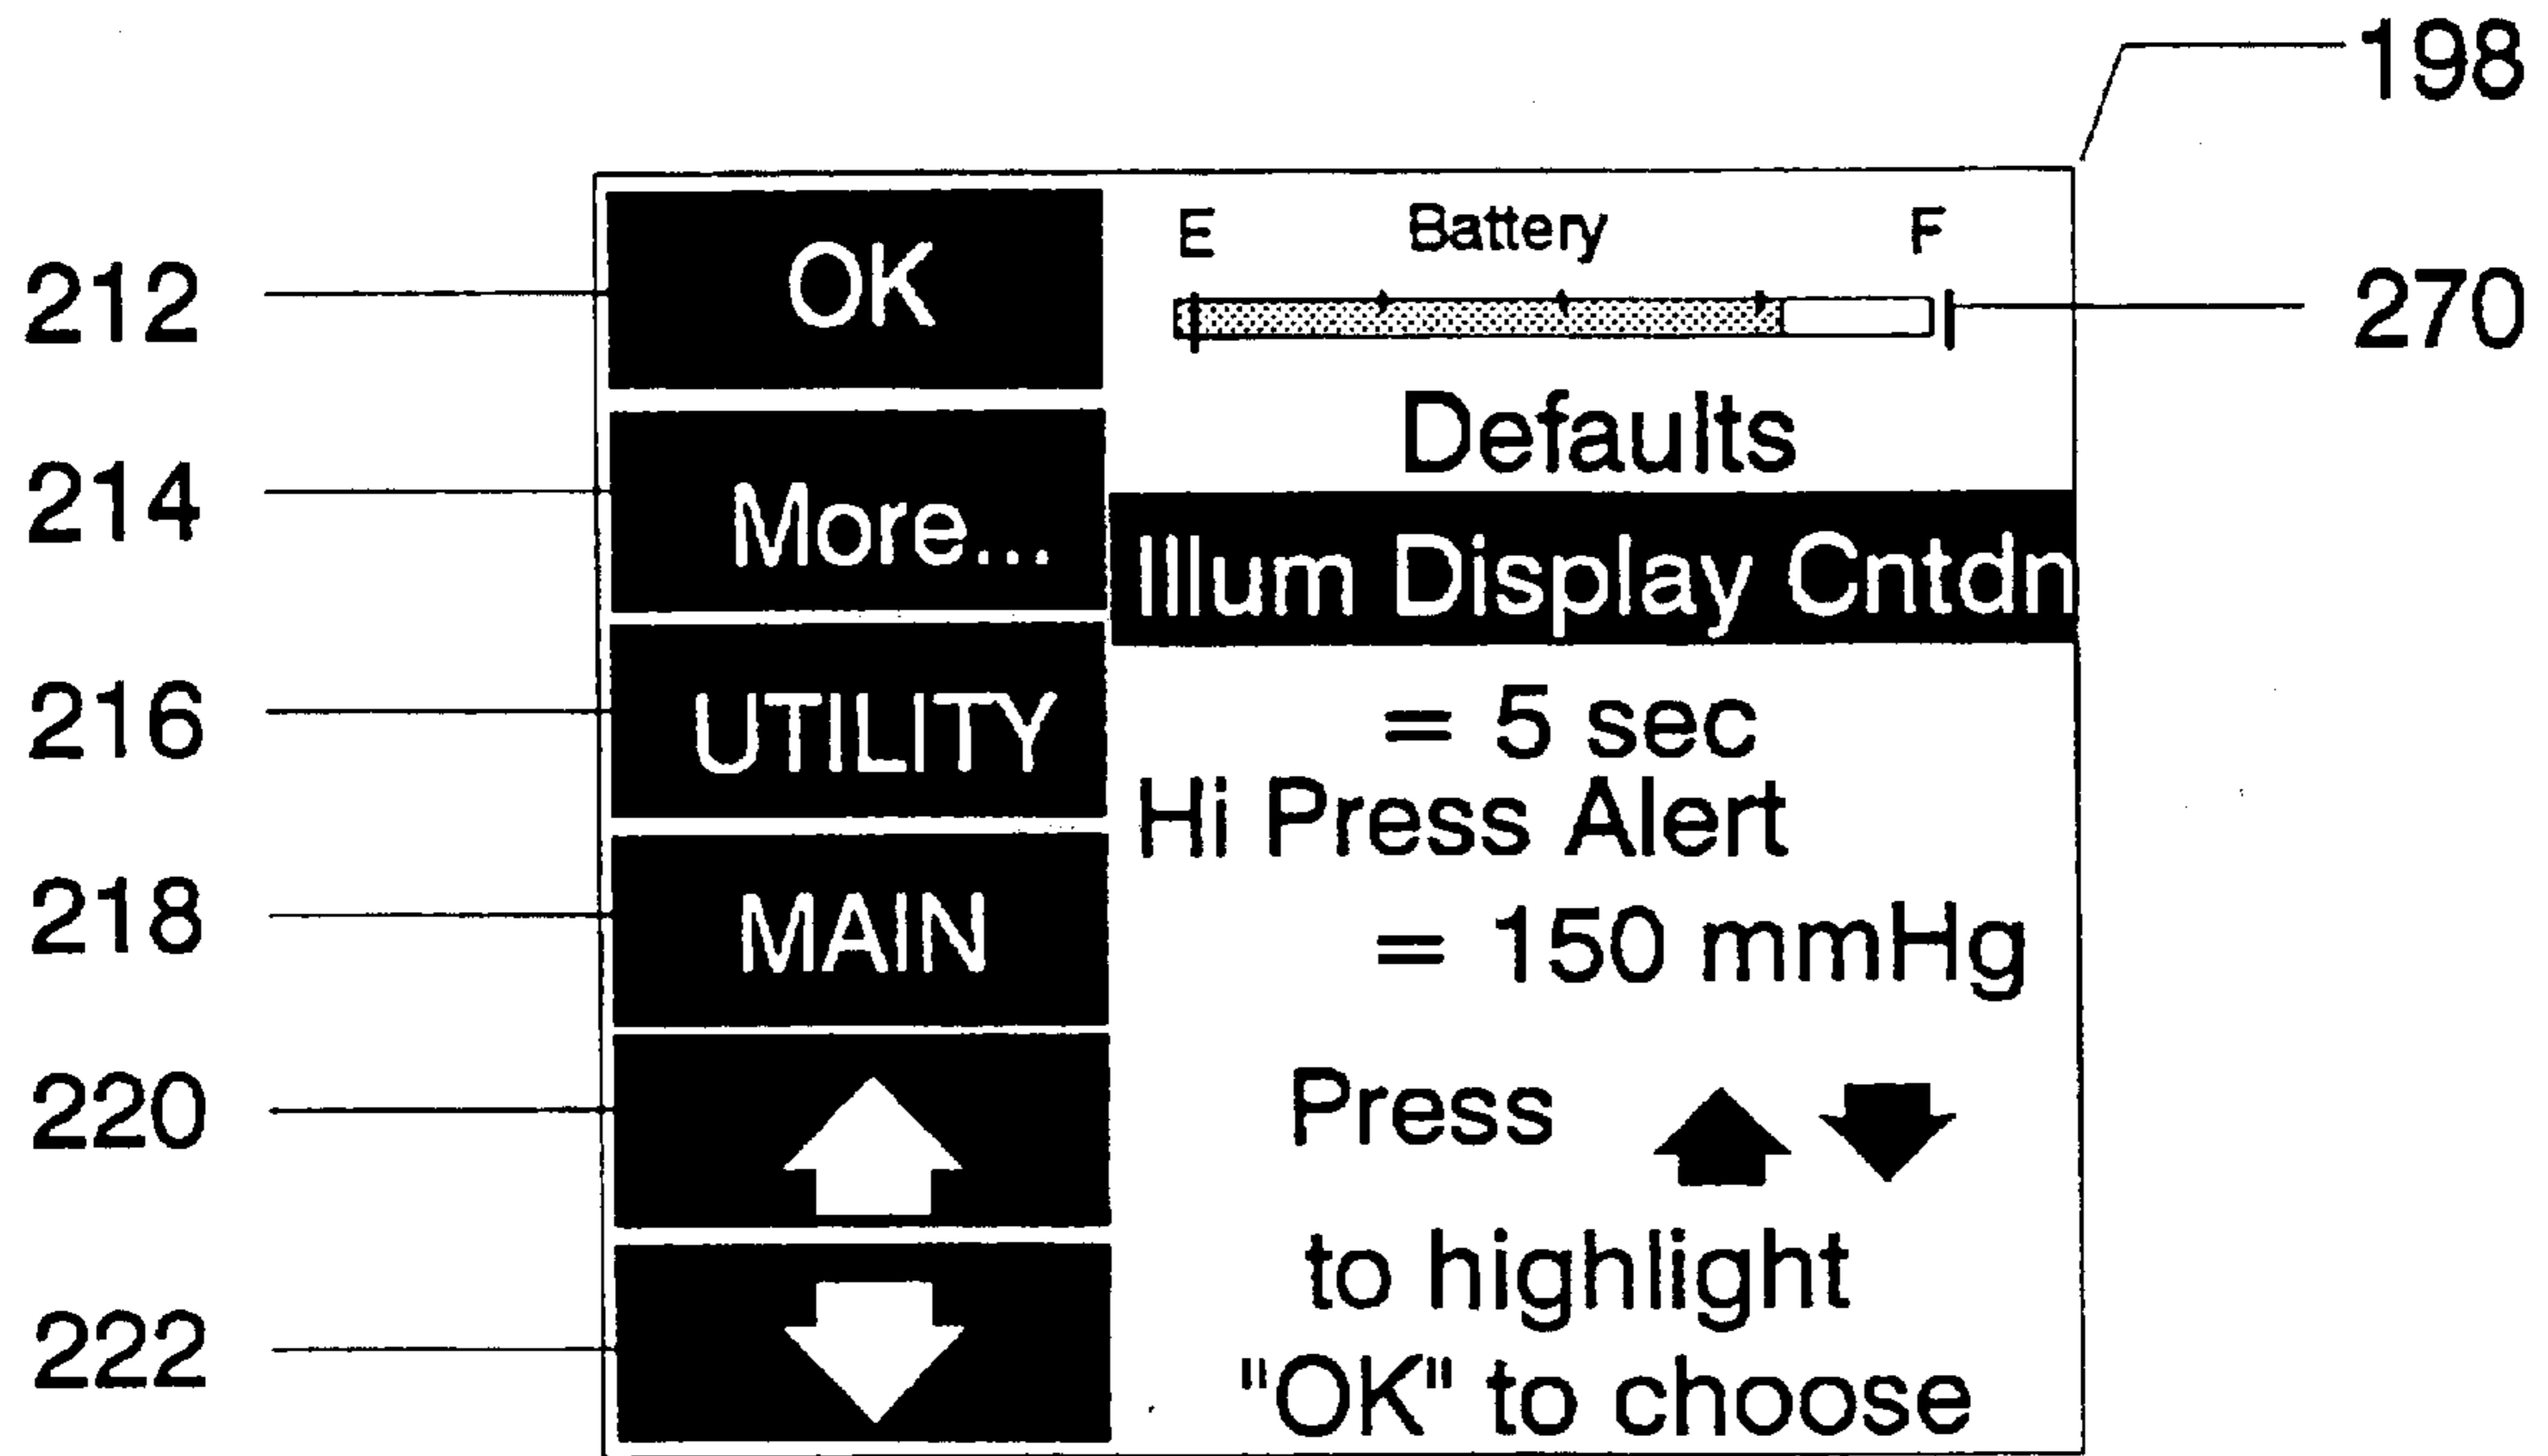 198
E Battery F
270
212
OK
Defaults
214
More...
Illum Display Cntdn
216
UTILITY
= 5 sec
Hi Press Alert
218
MAIN
= 150 mmHg
220
Press
to highlight
222
"OK" to choose